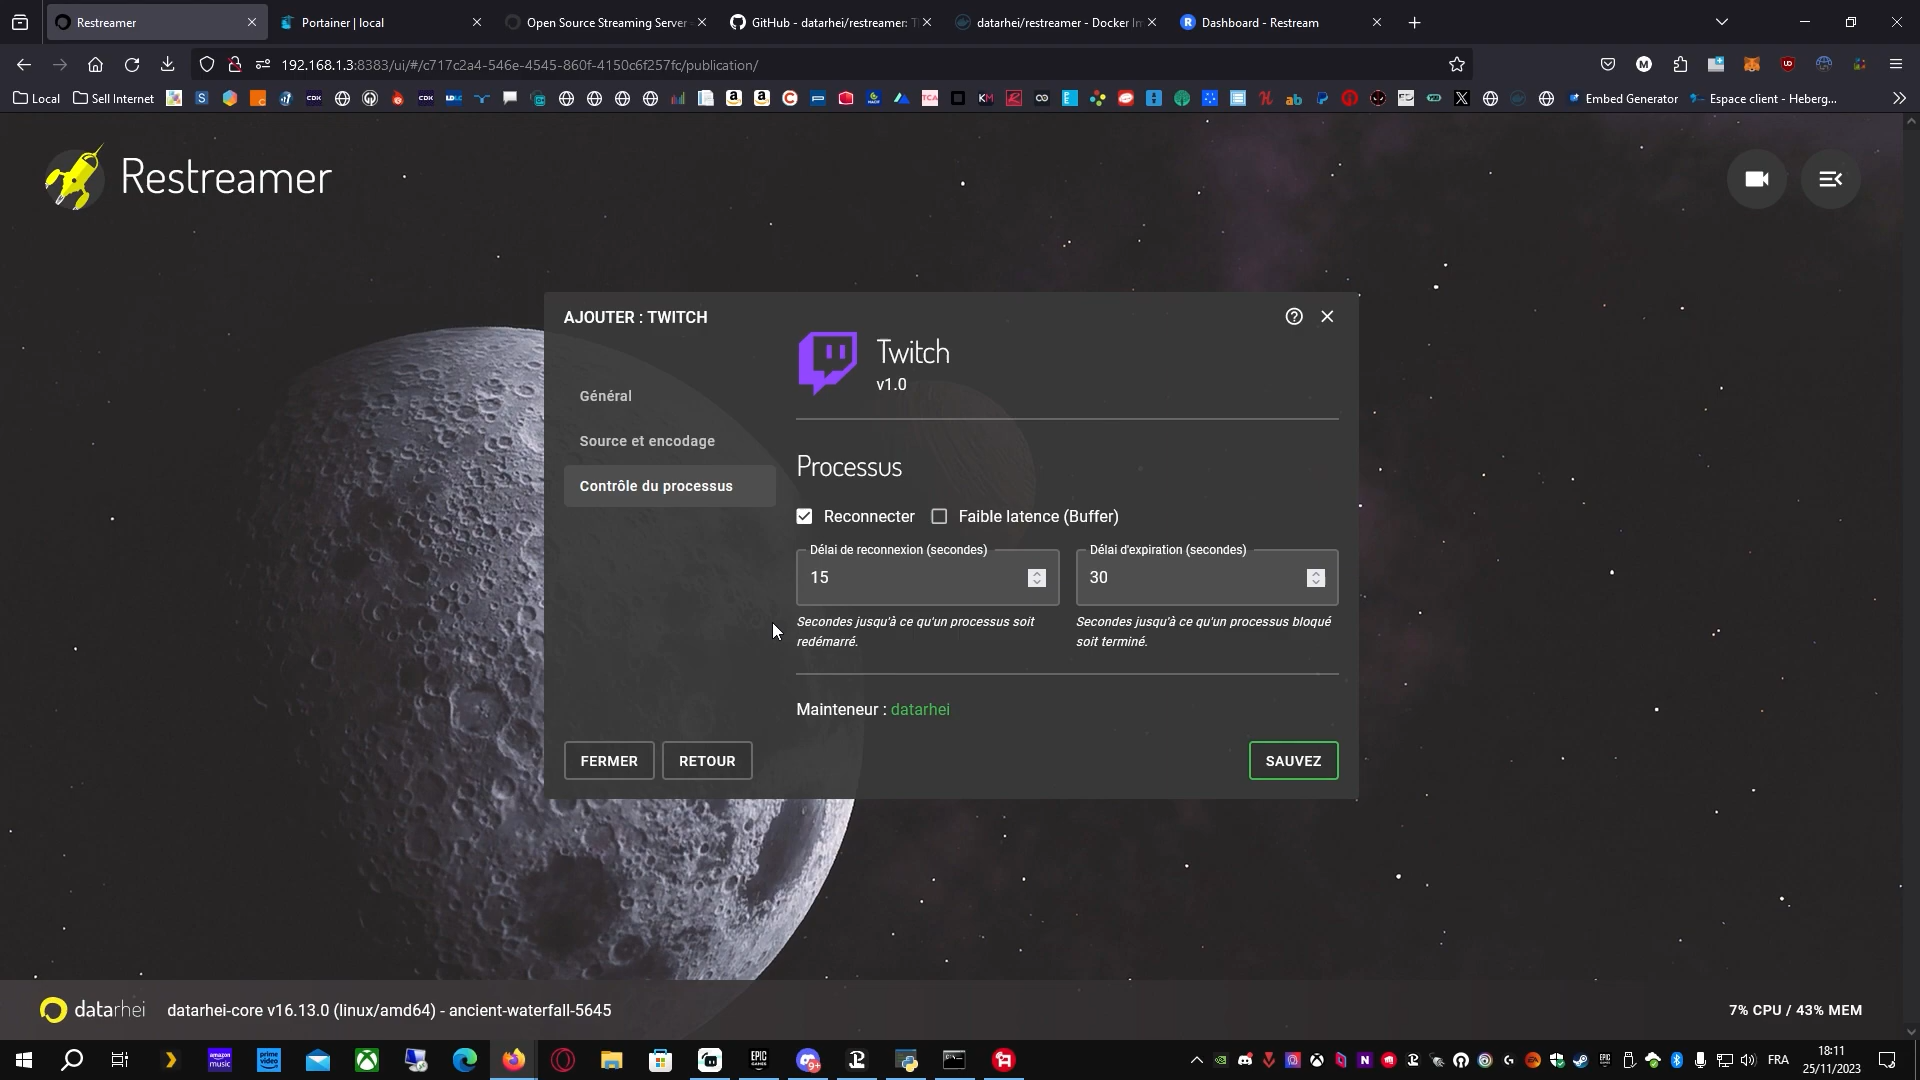 Restreamer
Portainer | local
Open Source Streaming Server
GitHub - datarhei/restreamer: T
datarhei/restreamer - Docker Im
Dashboard - Restream
192.168.1.3:8383/ui/#/c717c2a4-546e-4545-860f-4150c6f257fc/publication/
Local
Sell Internet
Embed Generator
Espace client - Heberg...
Restreamer
AJOUTER : TWITCH
Twitch
v1.0
Général
Source et encodage
Contrôle du processus
Processus
Reconnecter
Faible latence (Buffer)
Délai de reconnexion (secondes)
15
Délai d'expiration (secondes)
30
Secondes jusqu'à ce qu'un processus soit
redémarré.
Secondes jusqu'à ce qu'un processus bloqué
soit terminé.
Mainteneur : datarhei
FERMER
RETOUR
SAUVEZ
datarhei
datarhei-core v16.13.0 (linux/amd64) - ancient-waterfall-5645
7% CPU / 43% MEM
FRA
18:11
25/11/2023